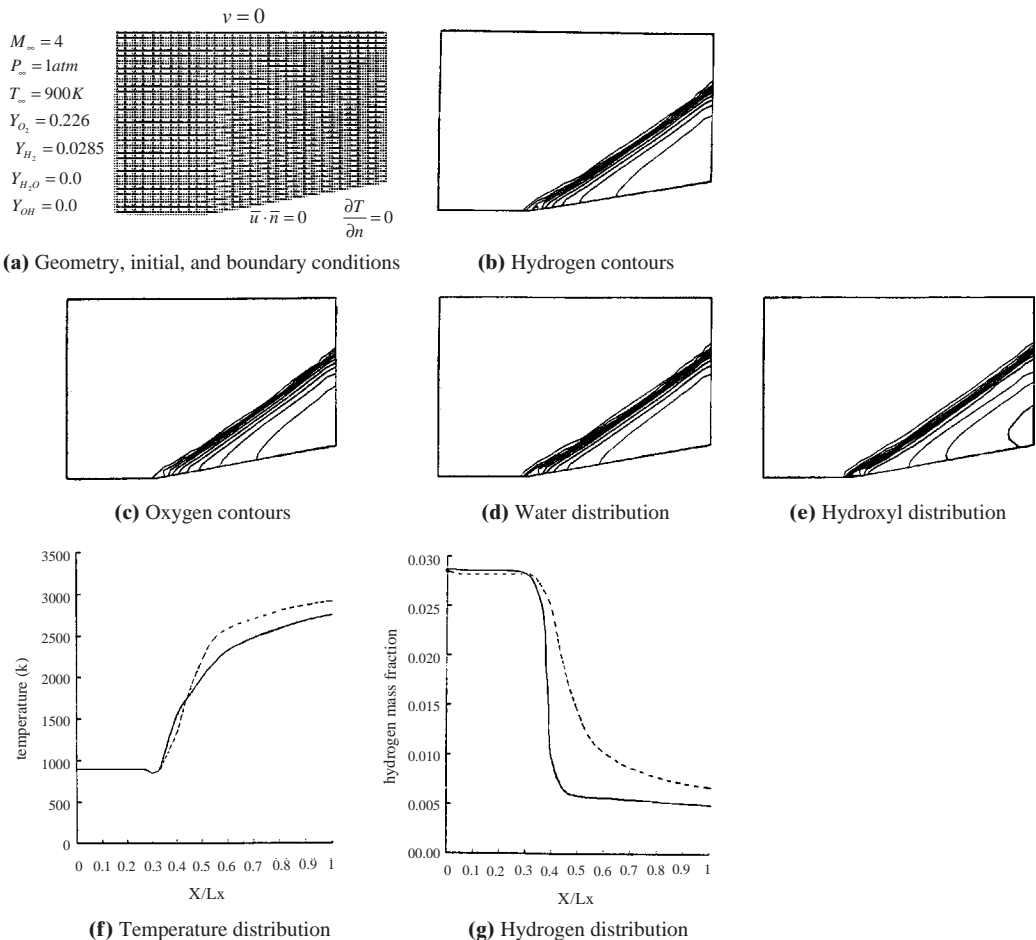 v = 0
M∞ = 4
P∞ = 1atm
T∞ = 900K
Y_O₂ = 0.226
Y_H₂ = 0.0285
Y_H₂O = 0.0
Y_OH = 0.0
u̅ · n̅ = 0
∂T/∂n = 0
(a) Geometry, initial, and boundary conditions
(b) Hydrogen contours
(c) Oxygen contours
(d) Water distribution
(e) Hydroxyl distribution
temperature (k)
3500
3000
2500
2000
1500
1000
500
0
0 0.1 0.2 0.3 0.4 0.5 0.6 0.7 0.8 0.9 1
X/Lx
(f) Temperature distribution
hydrogen mass fraction
0.030
0.025
0.020
0.015
0.010
0.005
00.00
0 0.1 0.2 0.3 0.4 0.5 0.6 0.7 0.8 0.9 1
X/Lx
(g) Hydrogen distribution